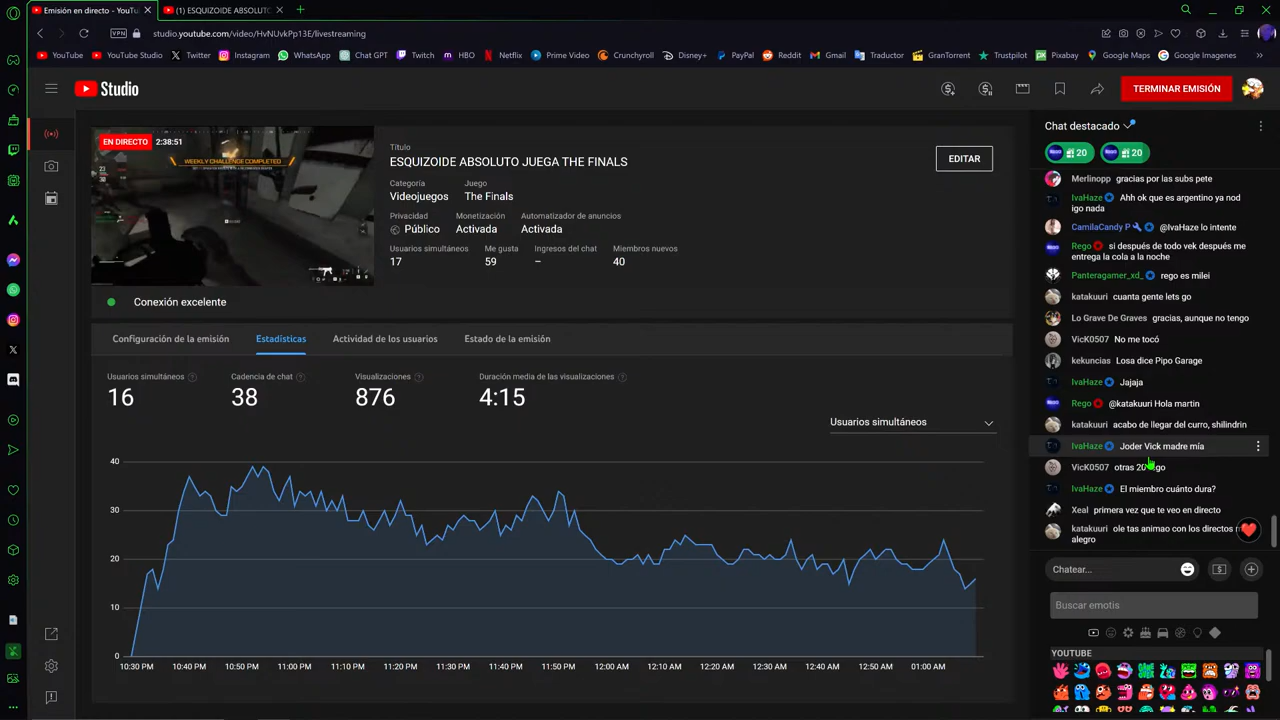 Emisión en directo - YouTub
(1) ESQUIZOIDE ABSOLUTO
VPN
studio.youtube.com/video/HvNUvkPp13E/livestreaming
YouTube
YouTube Studio
Twitter
Instagram
WhatsApp
Chat GPT
Twitch
HBO
Netflix
Prime Video
Crunchyroll
Disney+
PayPal
Reddit
Gmail
Traductor
GranTorrent
Trustpilot
Pixabay
Google Maps
Google Imagenes
Studio
TERMINAR EMISIÓN
EN DIRECTO
2:38:51
WEEKLY CHALLENGE COMPLETED
Título
ESQUIZOIDE ABSOLUTO JUEGA THE FINALS
EDITAR
Categoría
Juego
Videojuegos
The Finals
Privacidad
Monetización
Automatizador de anuncios
Público
Activada
Activada
Usuarios simultáneos
Me gusta
Ingresos del chat
Miembros nuevos
17
59
–
40
Conexión excelente
Configuración de la emisión
Estadísticas
Actividad de los usuarios
Estado de la emisión
Usuarios simultáneos
Cadencia de chat
Visualizaciones
Duración media de las visualizaciones
16
38
876
4:15
Usuarios simultáneos
40
30
20
10
0
10:30 PM
10:40 PM
10:50 PM
11:00 PM
11:10 PM
11:20 PM
11:30 PM
11:40 PM
11:50 PM
12:00 AM
12:10 AM
12:20 AM
12:30 AM
12:40 AM
12:50 AM
01:00 AM
Chat destacado
20
20
Merlinopp gracias por las subs pete
IvaHaze Ahh ok que es argentino ya nod
igo nada
CamilaCandy P @IvaHaze lo intente
Rego si después de todo vek después me
entrega la cola a la noche
Panteragamer_xd_ rego es milei
katakuuri cuanta gente lets go
Lo Grave De Graves gracias, aunque no tengo
VicK0507 No me tocó
kekuncias Losa dice Pipo Garage
IvaHaze Jajaja
Rego @katakuuri Hola martin
katakuuri acabo de llegar del curro, shilindrin
IvaHaze Joder Vick madre mía
VicK0507 otras 20
IvaHaze El miembro cuánto dura?
Xeal primera vez que te veo en directo
katakuuri ole tas animao con los directos
alegro
Chatear...
Buscar emotis
YOUTUBE